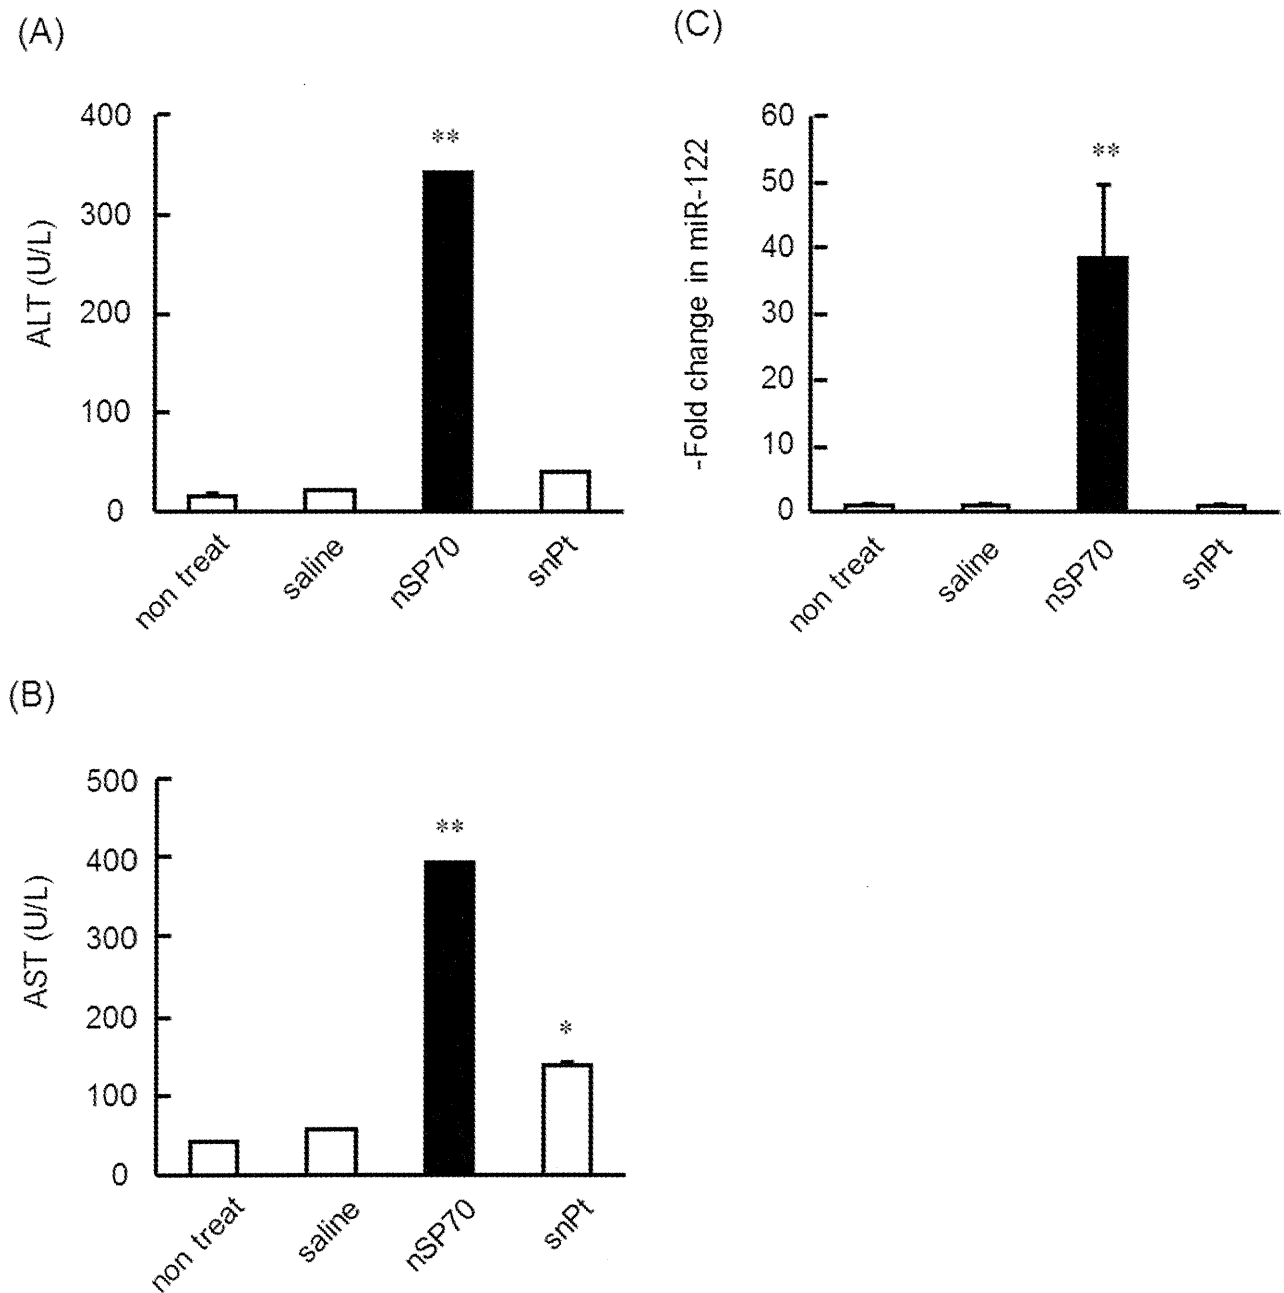 (A)
ALT (U/L)
400
300
200
100
0
**
non treat
saline
nSP70
snPt
(C)
-Fold change in miR-122
60
50
40
30
20
10
0
**
non treat
saline
nSP70
snPt
(B)
AST (U/L)
500
400
300
200
100
0
**
*
non treat
saline
nSP70
snPt